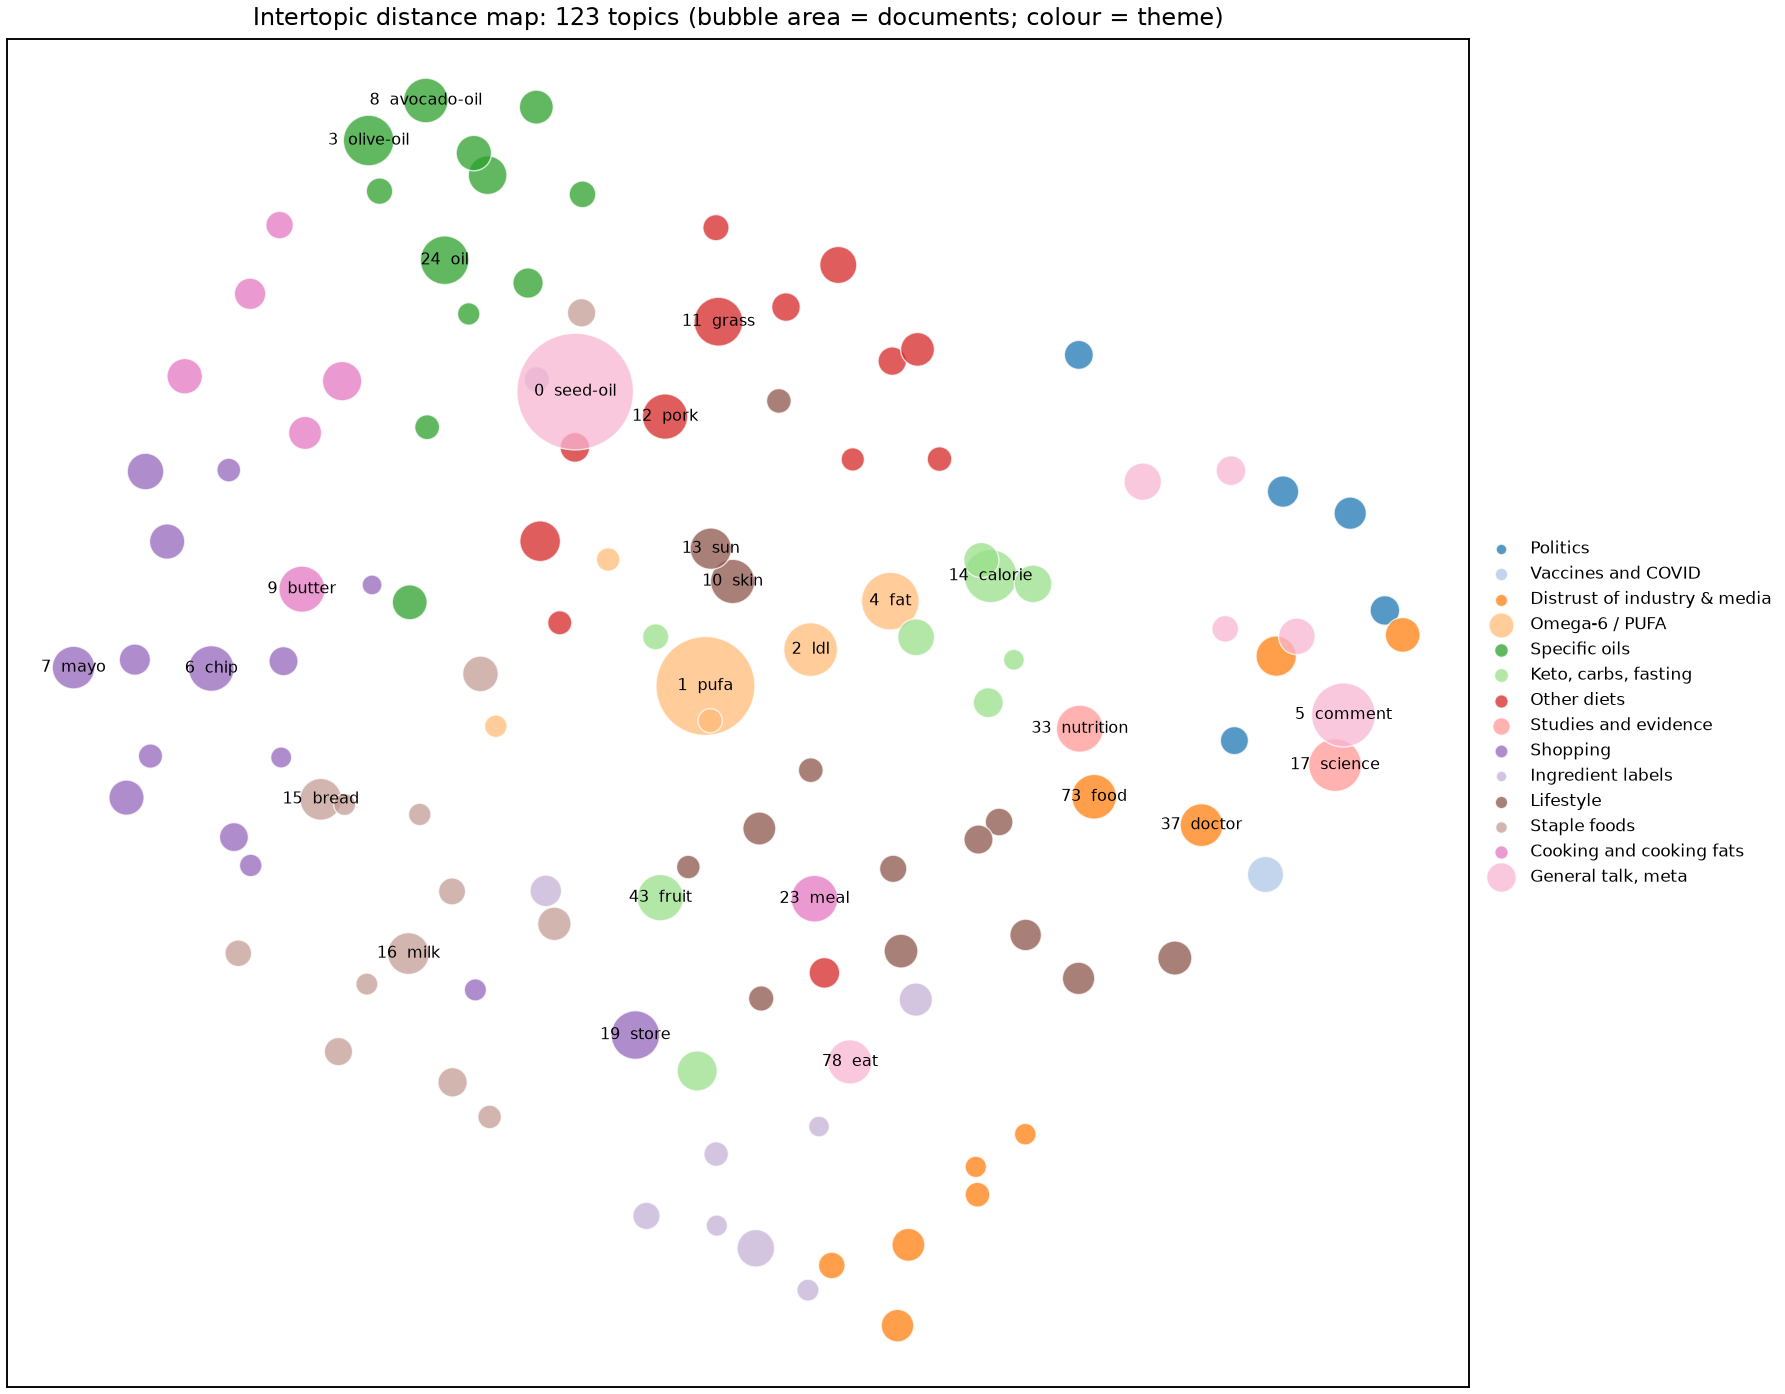 Intertopic distance map: 123 topics (bubble area = documents; colour = theme)
8 avocado-oil
3 olive-oil
24 oil
11 grass
0 seed-oil
12 pork
13 sun
14 calorie
10 skin
9 butter
4 fat
2 ldl
7 mayo
6 chip
1 pufa
5 comment
33 nutrition
17 science
15 bread
73 food
37 doctor
43 fruit
23 meal
16 milk
19 store
78 eat
Politics
Vaccines and COVID
Distrust of industry & media
Omega-6 / PUFA
Specific oils
Keto, carbs, fasting
Other diets
Studies and evidence
Shopping
Ingredient labels
Lifestyle
Staple foods
Cooking and cooking fats
General talk, meta